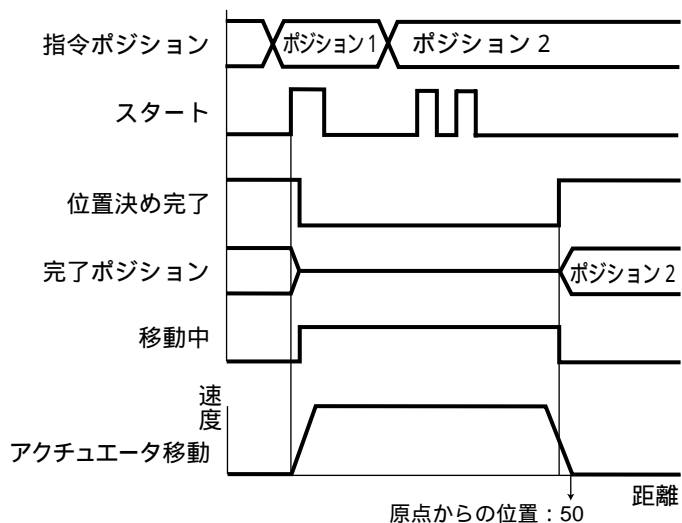 指令ポジション
ポジション1
ポジション2
スタート
位置決め完了
完了ポジション
ポジション2
移動中
速度
アクチュエータ移動
距離
原点からの位置：50